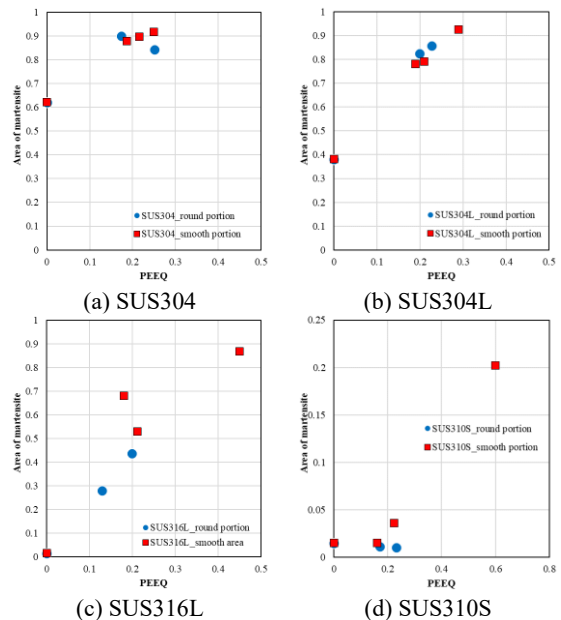 1
0.9
0.8
0.7
0.6
0.5
0.4
0.3
0.2
0.1
0
Area of martensite
SUS304_round portion
SUS304_smooth portion
0 0.1 0.2 0.3 0.4 0.5
PEEQ
(a) SUS304
1
0.9
0.8
0.7
0.6
0.5
0.4
0.3
0.2
0.1
0
Area of martensite
SUS304L_round portion
SUS304L_smooth portion
0 0.1 0.2 0.3 0.4 0.5
PEEQ
(b) SUS304L
1
0.9
0.8
0.7
0.6
0.5
0.4
0.3
0.2
0.1
0
Area of martensite
SUS316L_round portion
SUS316L_smooth area
0 0.1 0.2 0.3 0.4 0.5
PEEQ
(c) SUS316L
0.25
0.2
0.15
0.1
0.05
0
Area of martensite
SUS310S_round portion
SUS310S_smooth portion
0 0.2 0.4 0.6 0.8
PEEQ
(d) SUS310S